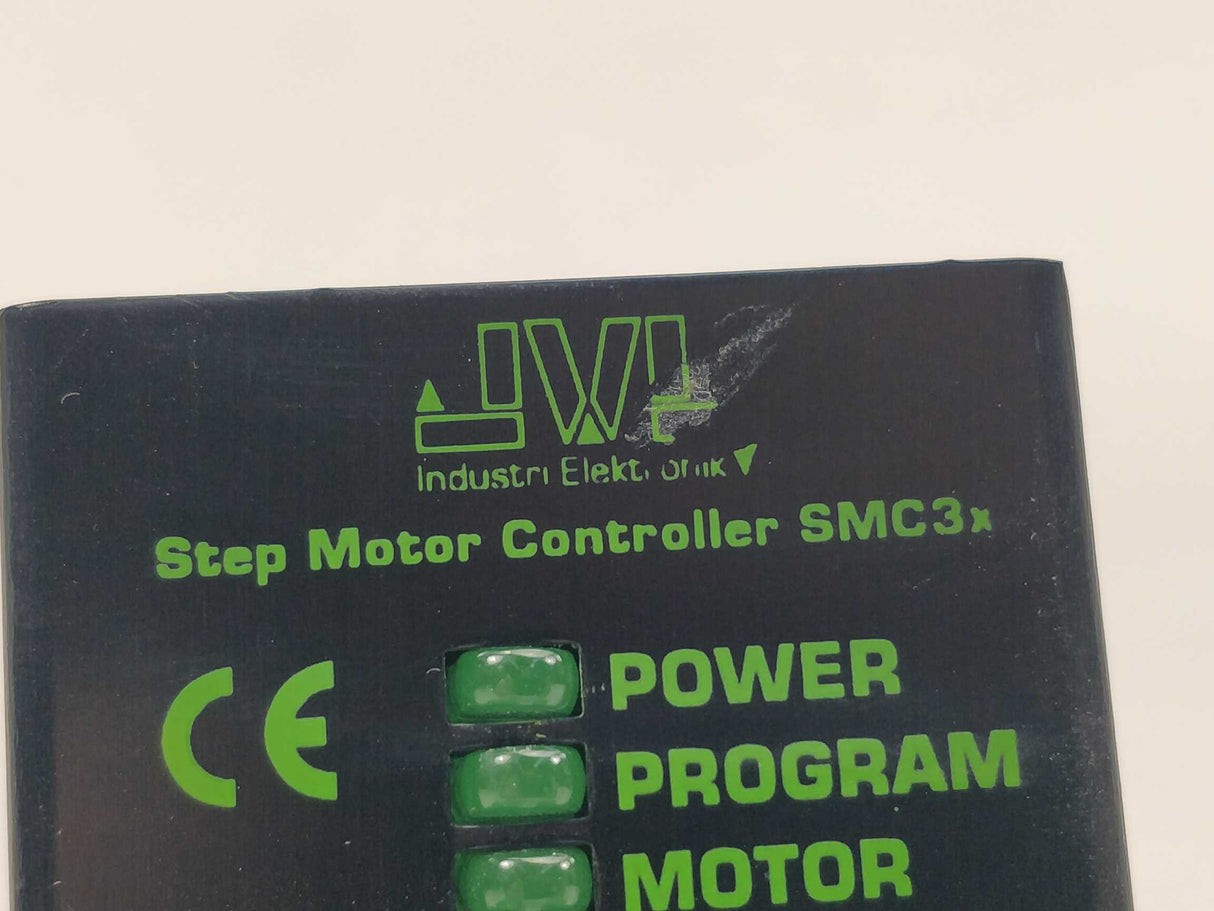 JVL
Industri Elektronik
Step Motor Controller SMC3x
CE
POWER
PROGRAM
MOTOR